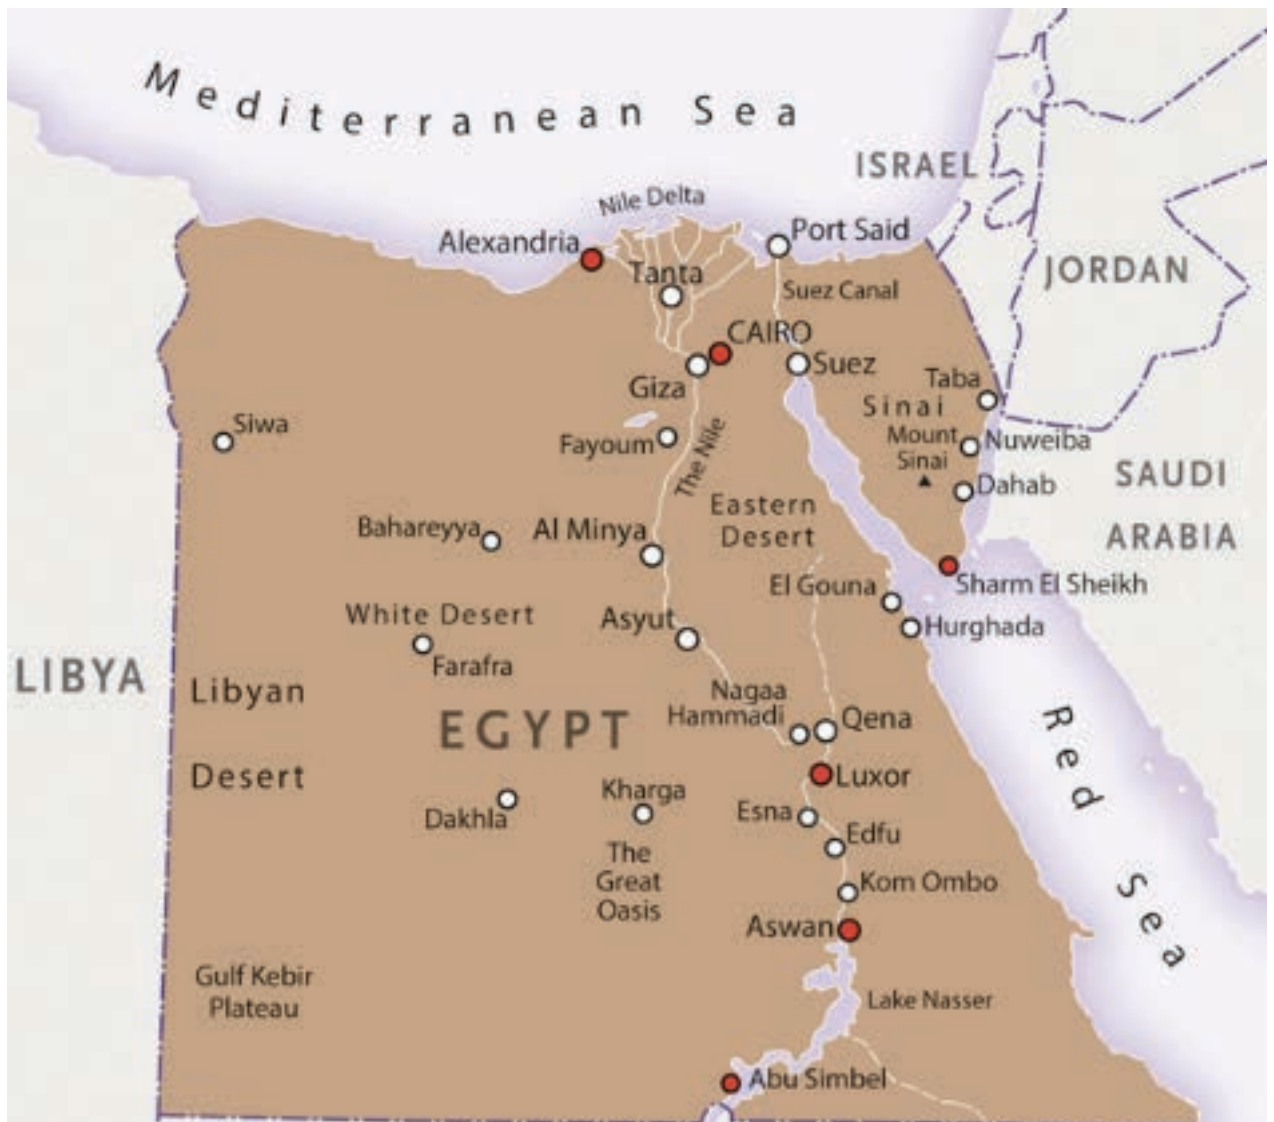 Mediterranean Sea
ISRAEL
Nile Delta
Alexandria
Port Said
Tanta
JORDAN
Suez Canal
CAIRO
Suez
Giza
Taba
Sinai
Siwa
Fayoum
The Nile
Mount
Sinai
Nuweiba
SAUDI
ARABIA
Dahab
Eastern
Desert
Bahareyya
Al Minya
El Gouna
Sharm El Sheikh
White Desert
Asyut
Hurghada
Farafra
LIBYA
Libyan
Desert
Nagaa
Hammadi
Qena
EGYPT
Red Sea
Luxor
Kharga
Dakhla
Esna
Edfu
The
Great
Oasis
Kom Ombo
Aswan
Gulf Kebir
Plateau
Lake Nasser
Abu Simbel